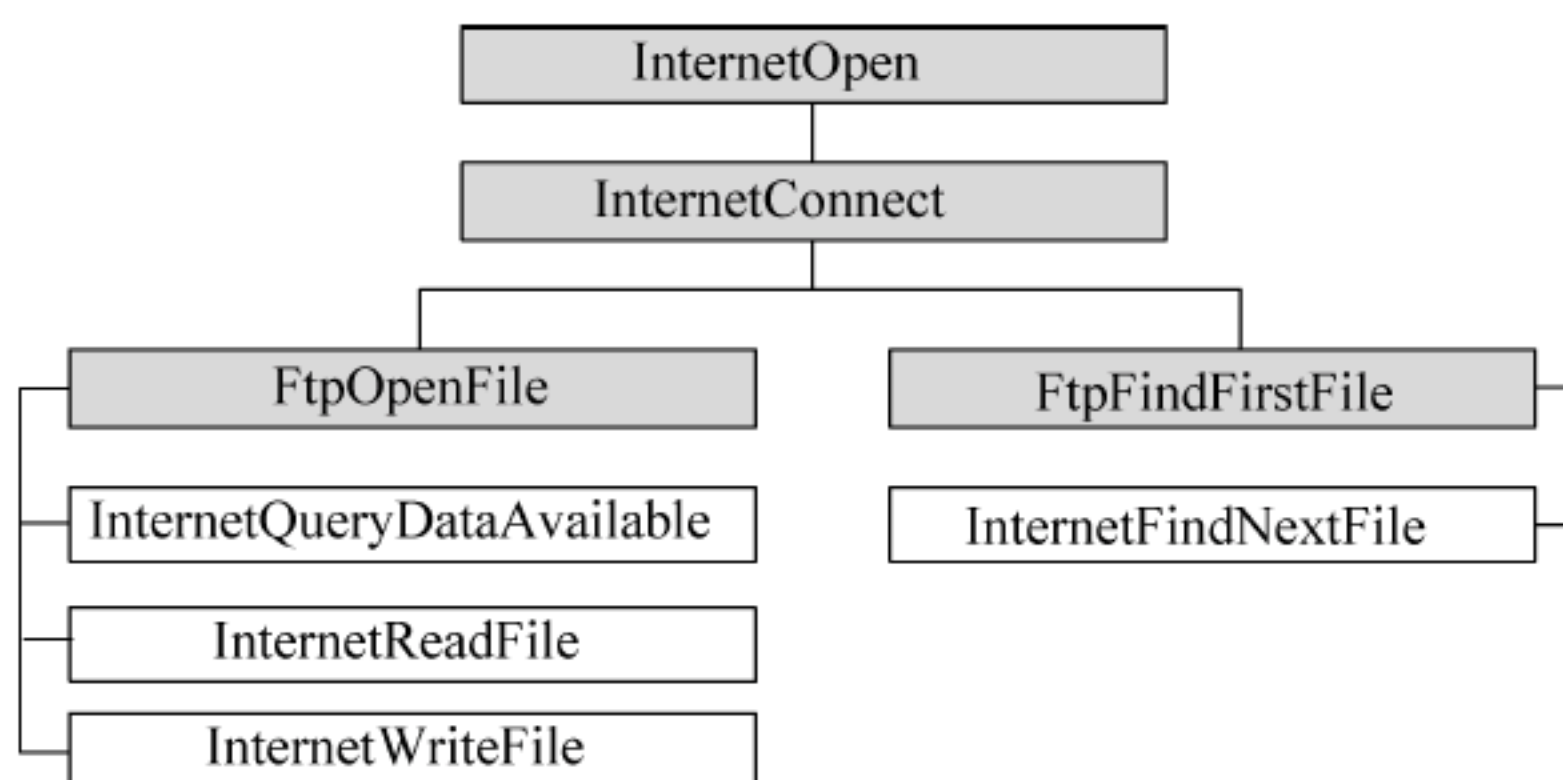 InternetOpen
InternetConnect
FtpOpenFile
FtpFindFirstFile
InternetQueryDataAvailable
InternetFindNextFile
InternetReadFile
InternetWriteFile